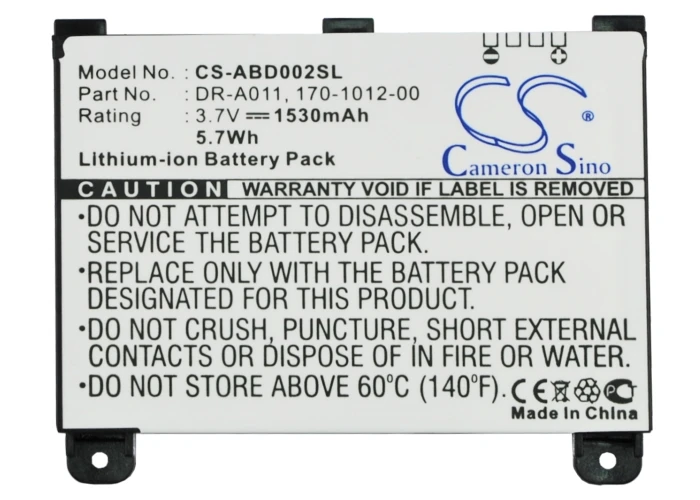 Model No. : CS-ABD002SL
Part No. : DR-A011, 170-1012-00
Rating : 3.7V ⎓ 1530mAh
5.7Wh
Lithium-ion Battery Pack
CS ®
Cameron Sino
CAUTION WARRANTY VOID IF LABEL IS REMOVED
•DO NOT ATTEMPT TO DISASSEMBLE, OPEN OR
SERVICE THE BATTERY PACK.
•REPLACE ONLY WITH THE BATTERY PACK
DESIGNATED FOR THIS PRODUCT.
•DO NOT CRUSH, PUNCTURE, SHORT EXTERNAL
CONTACTS OR DISPOSE OF IN FIRE OR WATER.
•DO NOT STORE ABOVE 60°C (140°F).
CE PC
Made In China